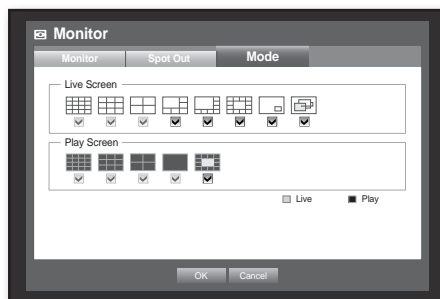 Monitor
Monitor Spot Out Mode
Live Screen
Play Screen
Live Play
OK Cancel